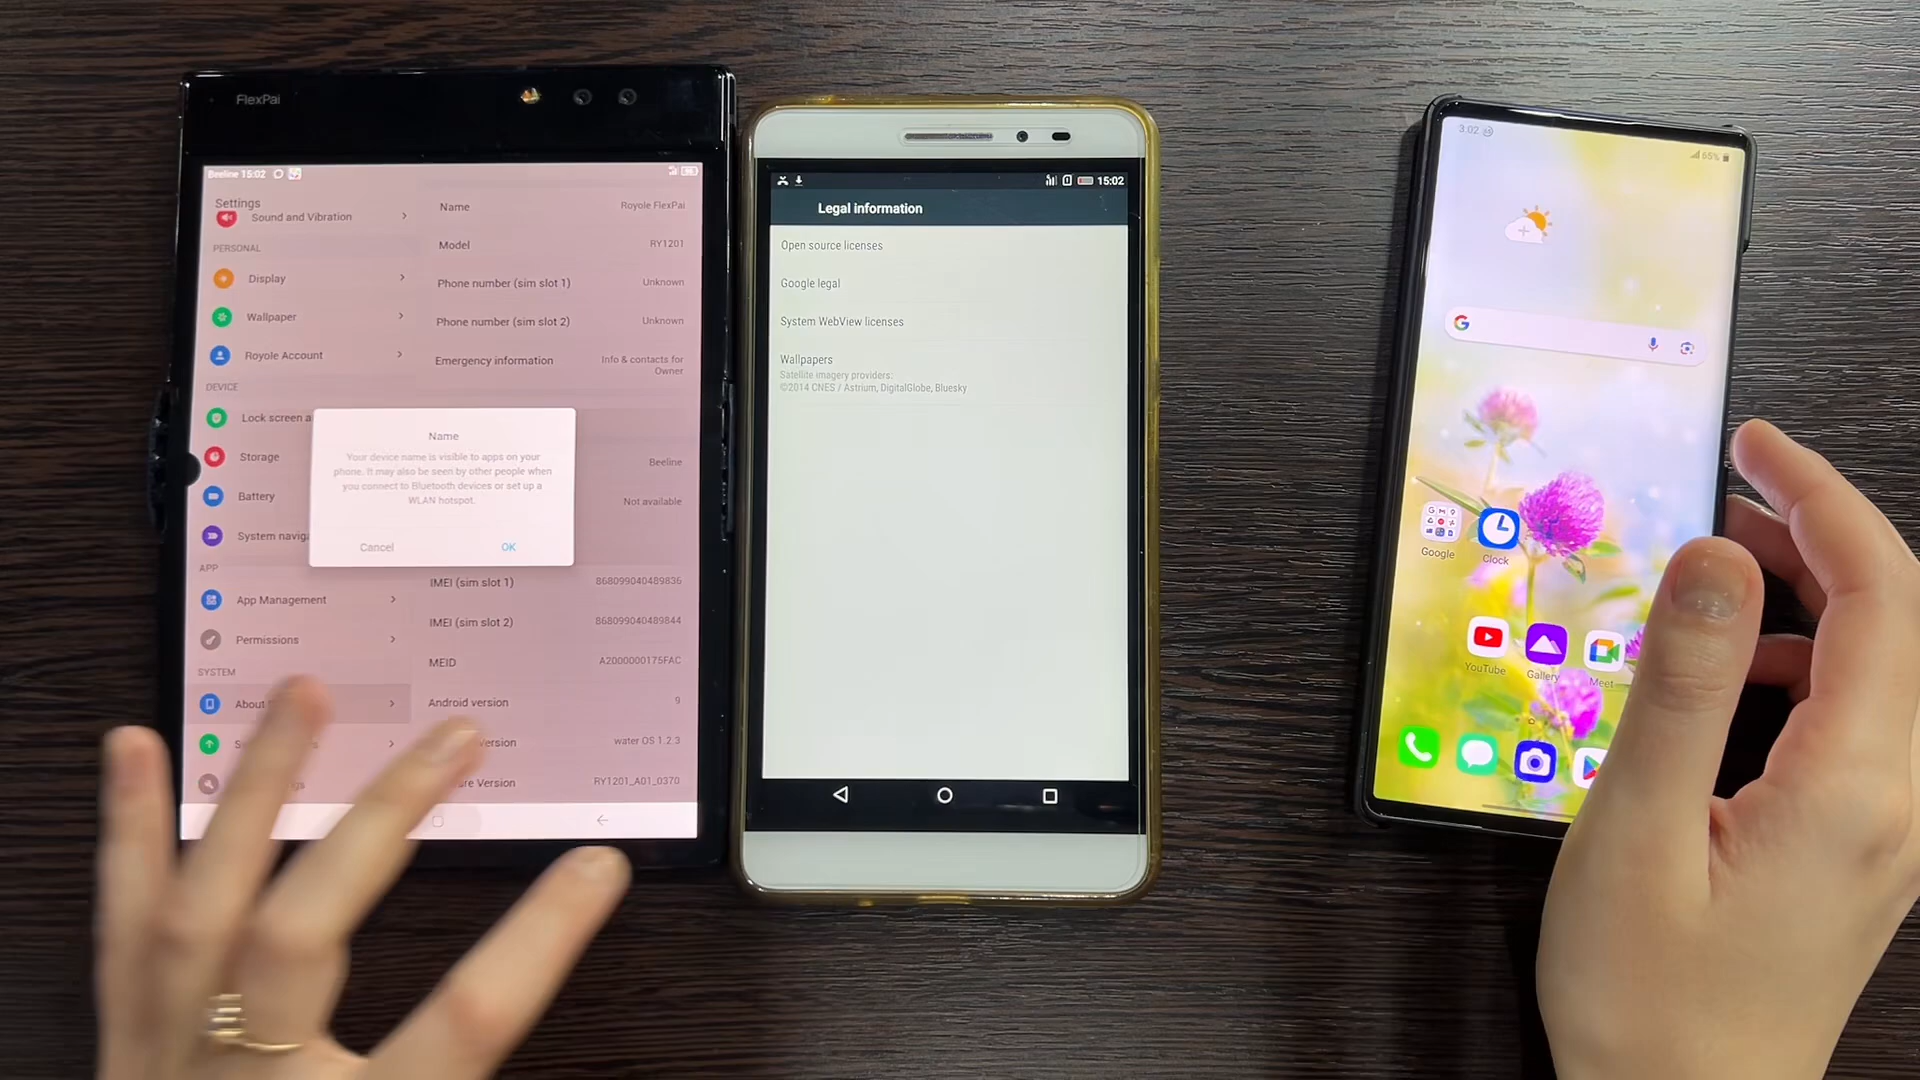 FlexPai
Beeline 15:02
Settings
Sound and Vibration
PERSONAL
Display
Wallpaper
Royole Account
DEVICE
Lock screen a
Storage
Battery
System naviga
APP
App Management
Permissions
SYSTEM
About
Name
Royole FlexPai
Model
RY1201
Phone number (sim slot 1)
Unknown
Phone number (sim slot 2)
Unknown
Emergency information
Info & contacts for
Owner
Beeline
Not available
Name
Your device name is visible to apps on your
phone. It may also be seen by other people when
you connect to Bluetooth devices or set up a
WLAN hotspot.
Cancel
OK
IMEI (sim slot 1)
868099040489836
IMEI (sim slot 2)
868099040489844
MEID
A2000000175FAC
Android version
9
ersion
water OS 1.2.3
re Version
RY1201_A01_0370
15:02
Legal information
Open source licenses
Google legal
System WebView licenses
Wallpapers
Satellite imagery providers:
©2014 CNES / Astrium, DigitalGlobe, Bluesky
3:02
65%
Google
Clock
YouTube
Gallery
Meet